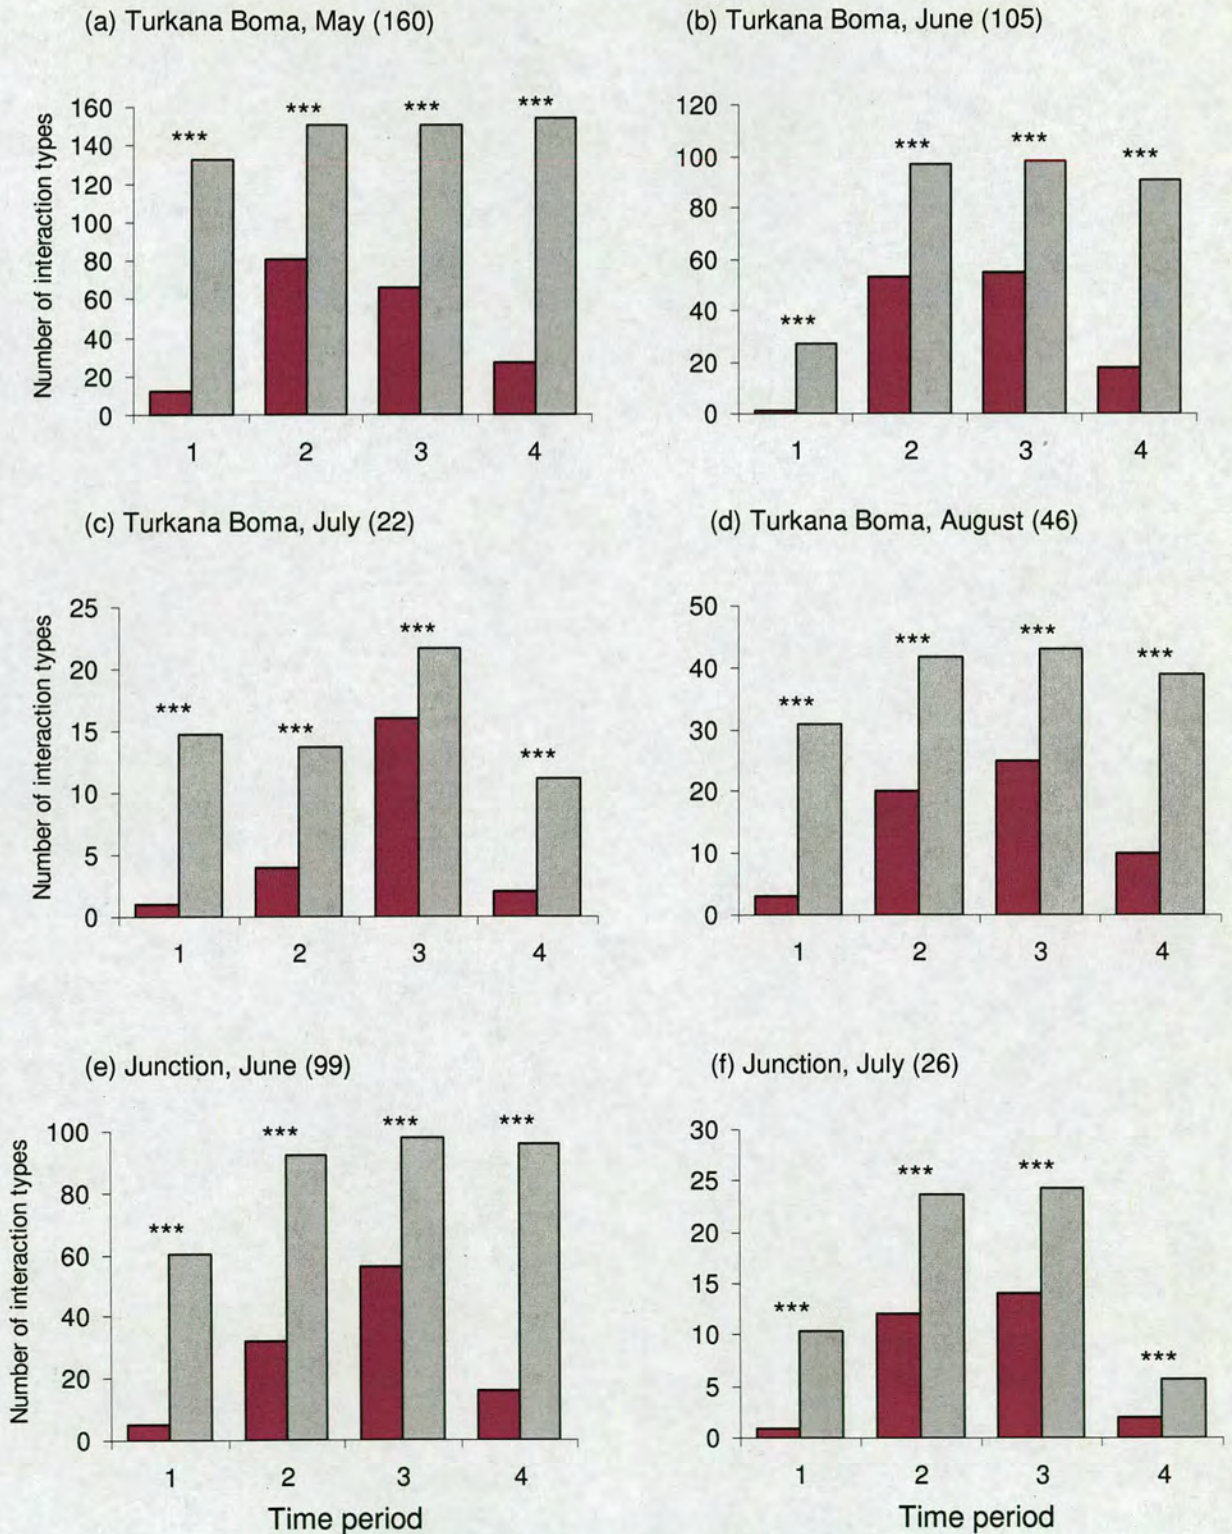 (a) Turkana Boma, May (160)
Number of interaction types
160
140
120
100
80
60
40
20
0
*** *** *** ***
1 2 3 4
(b) Turkana Boma, June (105)
120
100
80
60
40
20
0
*** *** *** ***
1 2 3 4
(c) Turkana Boma, July (22)
Number of interaction types
25
20
15
10
5
0
*** *** *** ***
1 2 3 4
(d) Turkana Boma, August (46)
50
40
30
20
10
0
*** *** *** ***
1 2 3 4
(e) Junction, June (99)
Number of interaction types
100
80
60
40
20
0
*** *** *** ***
1 2 3 4
Time period
(f) Junction, July (26)
30
25
20
15
10
5
0
*** *** *** ***
1 2 3 4
Time period